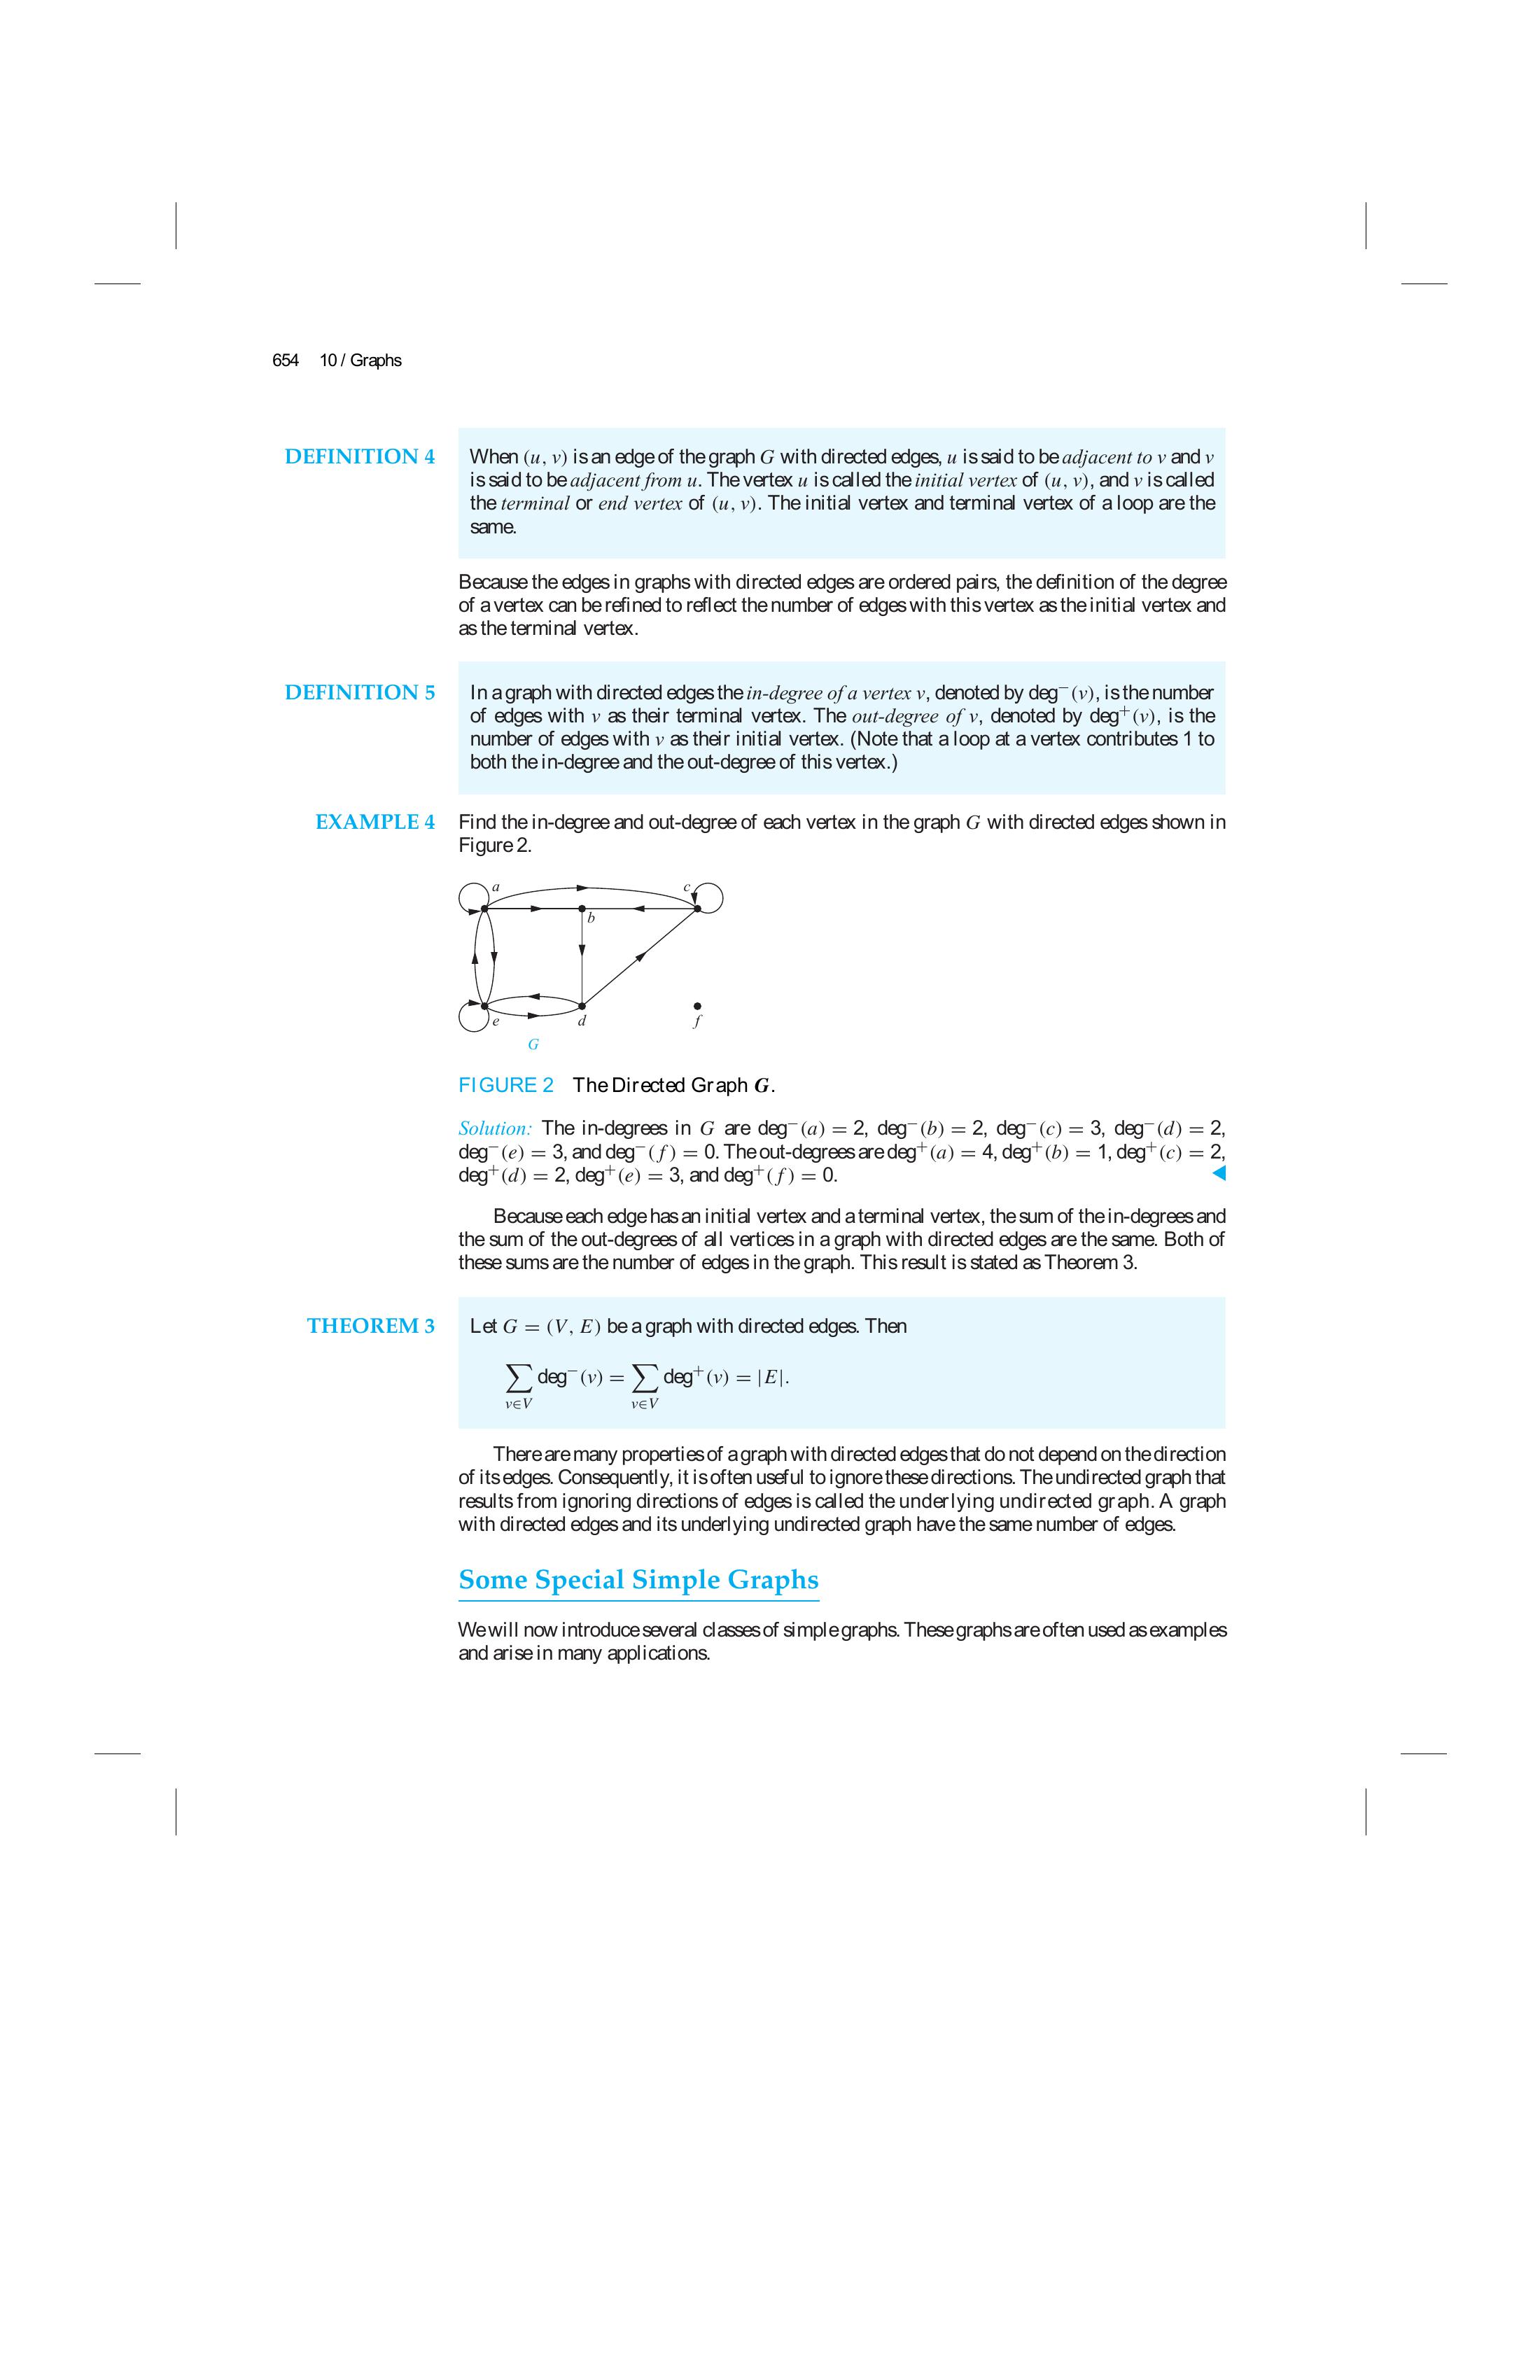 654 10 / Graphs
DEFINITION 4 When (u, v) is an edge of the graph G with directed edges, u is said to be adjacent to v and v
is said to be adjacent from u. The vertex u is called the initial vertex of (u, v), and v is called
the terminal or end vertex of (u, v). The initial vertex and terminal vertex of a loop are the
same.
Because the edges in graphs with directed edges are ordered pairs, the definition of the degree
of a vertex can be refined to reflect the number of edges with this vertex as the initial vertex and
as the terminal vertex.
DEFINITION 5 In a graph with directed edges the in-degree of a vertex v, denoted by deg⁻(v), is the number
of edges with v as their terminal vertex. The out-degree of v, denoted by deg⁺(v), is the
number of edges with v as their initial vertex. (Note that a loop at a vertex contributes 1 to
both the in-degree and the out-degree of this vertex.)
EXAMPLE 4 Find the in-degree and out-degree of each vertex in the graph G with directed edges shown in
Figure 2.
a c
b
e d f
G
FIGURE 2 The Directed Graph G.
Solution: The in-degrees in G are deg⁻(a) = 2, deg⁻(b) = 2, deg⁻(c) = 3, deg⁻(d) = 2,
deg⁻(e) = 3, and deg⁻(f) = 0. The out-degrees are deg⁺(a) = 4, deg⁺(b) = 1, deg⁺(c) = 2,
deg⁺(d) = 2, deg⁺(e) = 3, and deg⁺(f) = 0.
Because each edge has an initial vertex and a terminal vertex, the sum of the in-degrees and
the sum of the out-degrees of all vertices in a graph with directed edges are the same. Both of
these sums are the number of edges in the graph. This result is stated as Theorem 3.
THEOREM 3 Let G = (V, E) be a graph with directed edges. Then
∑ deg⁻(v) = ∑ deg⁺(v) = |E|.
v∈V v∈V
There are many properties of a graph with directed edges that do not depend on the direction
of its edges. Consequently, it is often useful to ignore these directions. The undirected graph that
results from ignoring directions of edges is called the underlying undirected graph. A graph
with directed edges and its underlying undirected graph have the same number of edges.
Some Special Simple Graphs
We will now introduce several classes of simple graphs. These graphs are often used as examples
and arise in many applications.